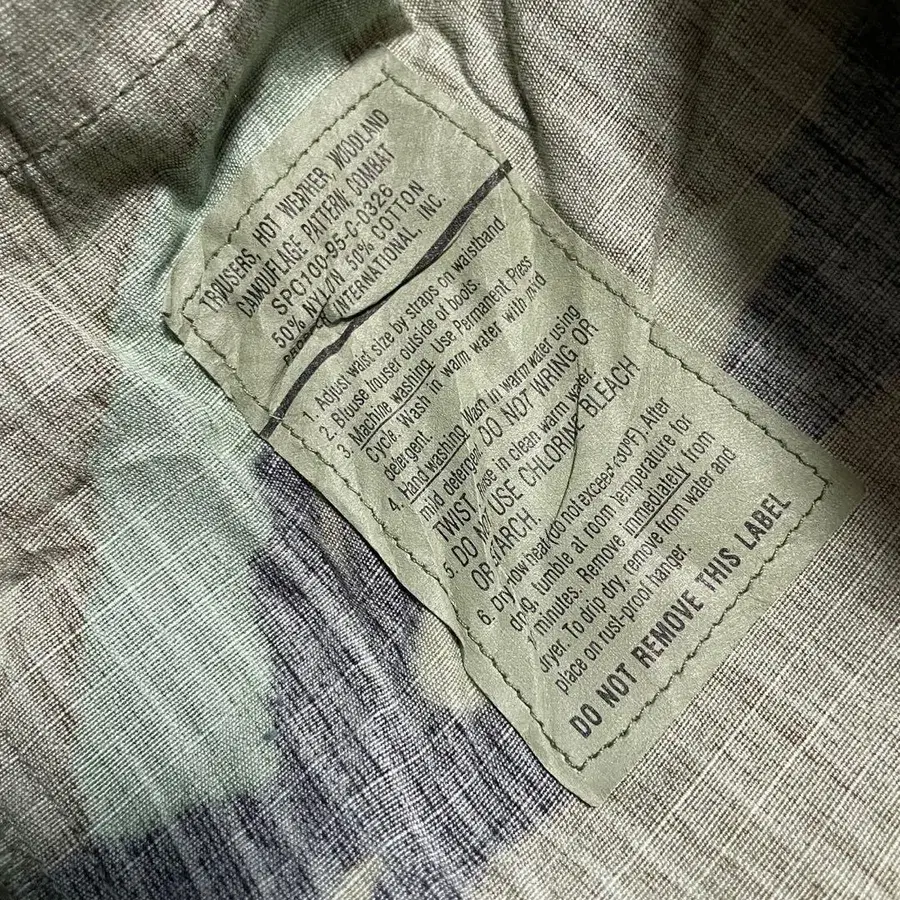 TROUSERS, HOT WEATHER, WOODLAND
CAMOUFLAGE PATTERN, COMBAT
SPO100-95-C-0326
50% NYLON 50% COTTON
INTERNATIONAL, INC.
1. Adjust waist size by straps on waistband
2. Blouse trouser outside of boots
3. Machine washing. Use Permanent Press
cycle. Wash in warm water with mild
detergent.
4. Hand washing. Wash in warm water using
mild detergent. DO NOT WRING OR
TWIST. in clean warm water.
5. DO NOT USE CHLORINE BLEACH
OR STARCH.
6. Dry low heat (do not exceed After
drng, tumble at room temperature for
minutes. Remove immediately from
dryer. To drip dry, remove from water and
place on rust-proof hanger.
DO NOT REMOVE THIS LABEL